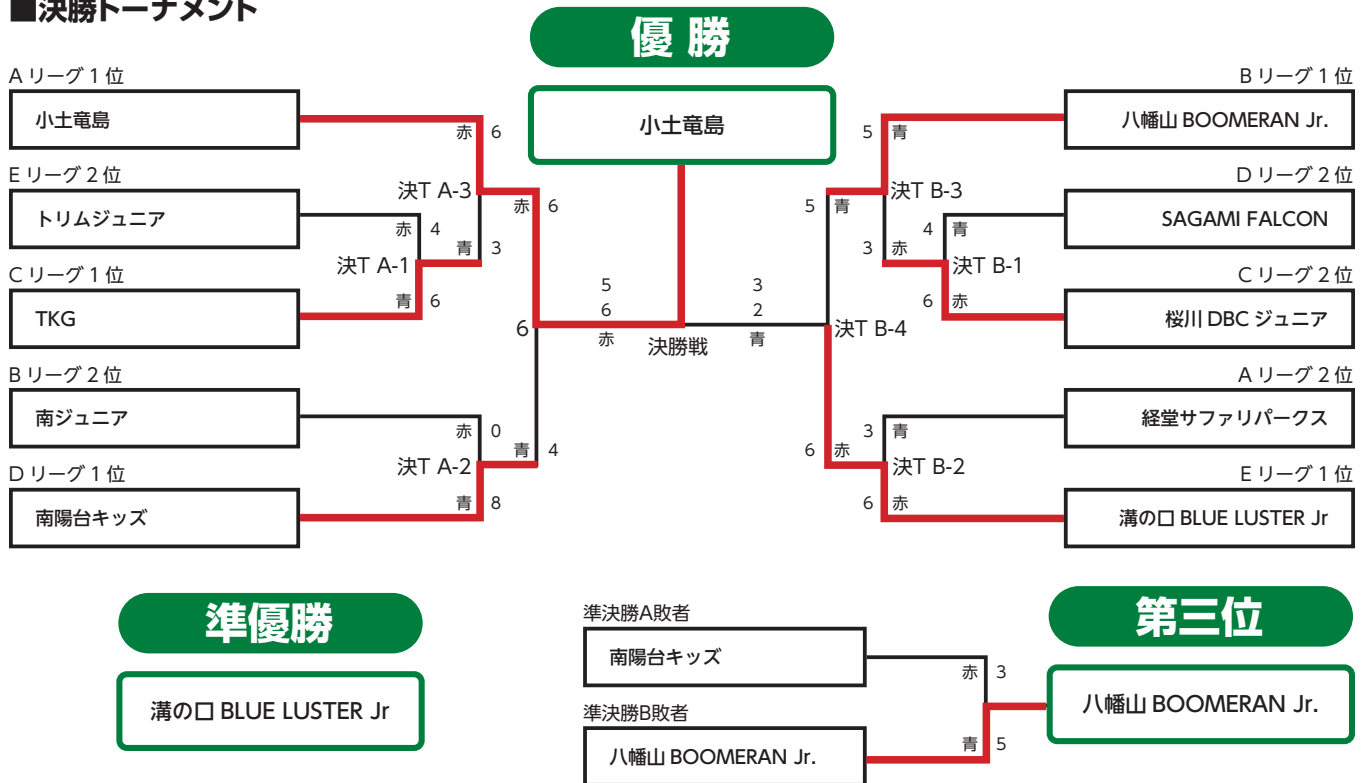 ■決勝トーナメント
優 勝
小土竜島
A リーグ 1 位
小土竜島
E リーグ 2 位
トリムジュニア
C リーグ 1 位
TKG
B リーグ 2 位
南ジュニア
D リーグ 1 位
南陽台キッズ
赤 6
決T A-3
青 3
赤 4
決T A-1
青 6
赤 6
6
青 4
赤 0
決T A-2
青 8
5
6
赤
決勝戦
3
2
青
B リーグ 1 位
八幡山 BOOMERAN Jr.
D リーグ 2 位
SAGAMI FALCON
C リーグ 2 位
桜川 DBC ジュニア
A リーグ 2 位
経堂サファリパークス
E リーグ 1 位
溝の口 BLUE LUSTER Jr
5 青
決T B-3
3 赤
4 青
決T B-1
6 赤
5 青
決T B-4
6 赤
3 青
決T B-2
6 赤
準優勝
溝の口 BLUE LUSTER Jr
準決勝A敗者
南陽台キッズ
準決勝B敗者
八幡山 BOOMERAN Jr.
赤 3
青 5
第三位
八幡山 BOOMERAN Jr.